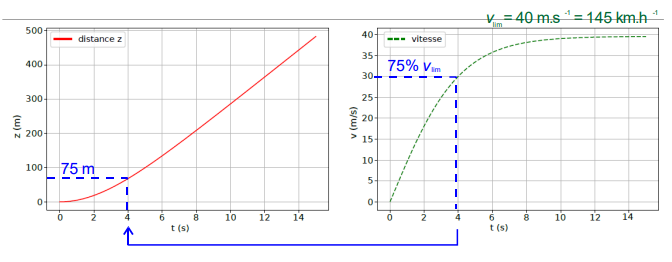 v lim = 40 m.s -1 = 145 km.h -1
distance z
500
400
300
200
100
0
z (m)
75 m
0 2 4 6 8 10 12 14
t (s)
vitesse
40
35
30
25
20
15
10
5
0
v (m/s)
75% v lim
0 2 4 6 8 10 12 14
t (s)